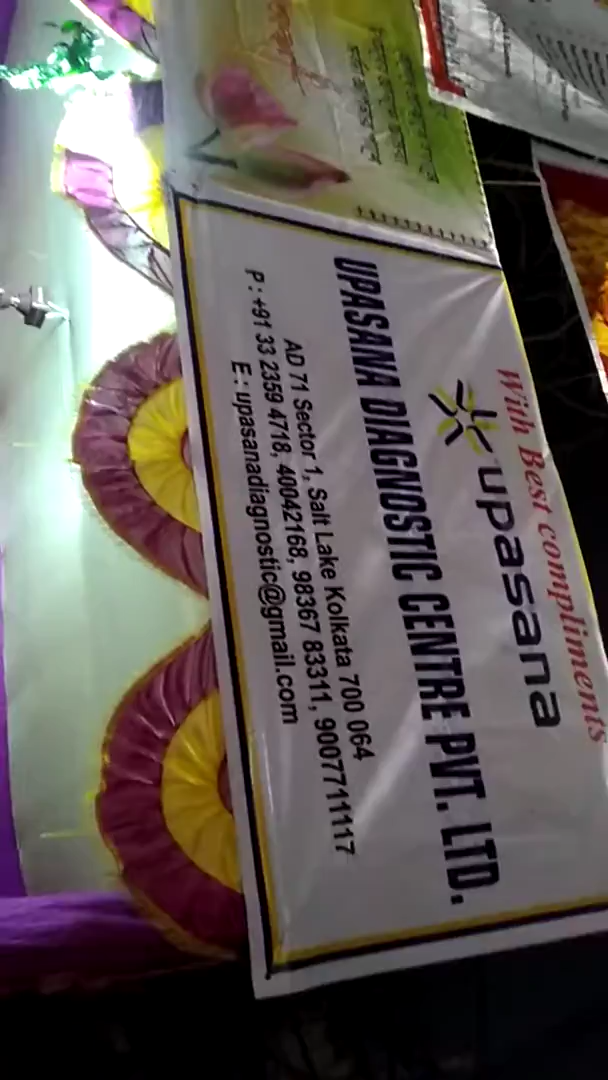 With Best compliments
upasana
UPASANA DIAGNOSTIC CENTRE PVT. LTD.
AD 71 Sector 1, Salt Lake Kolkata 700 064
P : +91 33 2359 4718, 40042168, 98367 83311, 9007711117
E : upasanadiagnostic@gmail.com